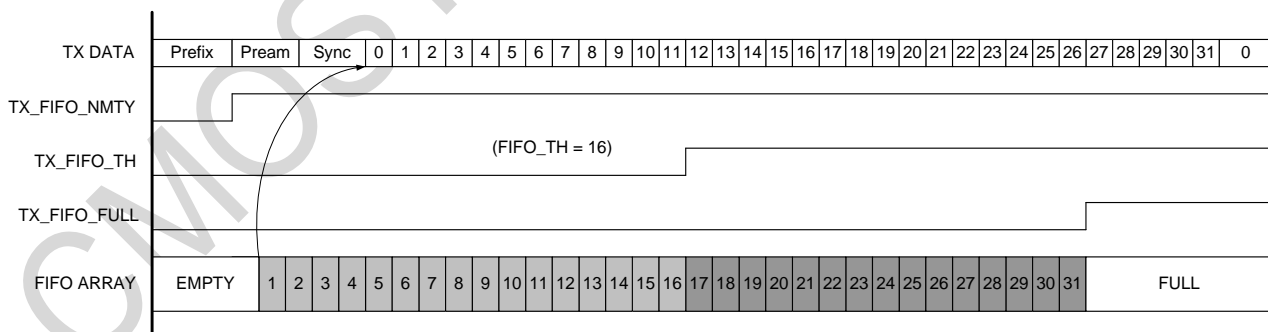 TX DATA Prefix Pream Sync 0 1 2 3 4 5 6 7 8 9 10 11 12 13 14 15 16 17 18 19 20 21 22 23 24 25 26 27 28 29 30 31 0
TX_FIFO_NMTY
(FIFO_TH = 16)
TX_FIFO_TH
TX_FIFO_FULL
FIFO ARRAY EMPTY 1 2 3 4 5 6 7 8 9 10 11 12 13 14 15 16 17 18 19 20 21 22 23 24 25 26 27 28 29 30 31 FULL
CMOS